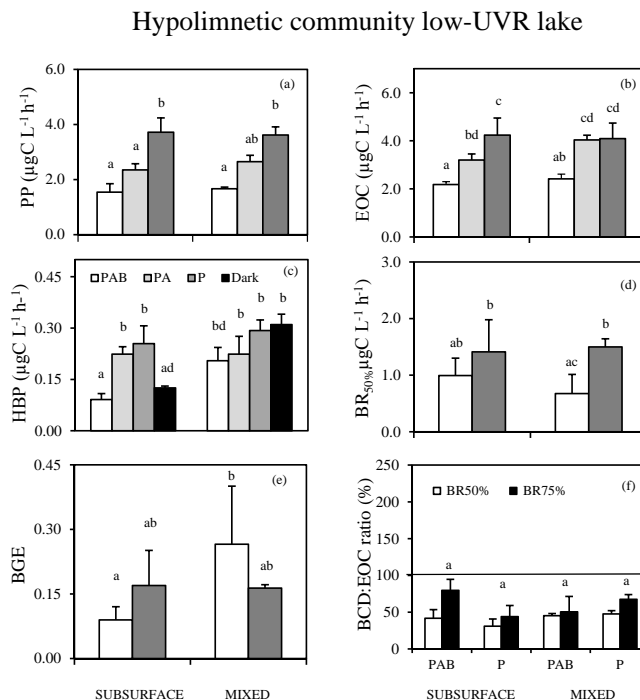 Hypolimnetic community low-UVR lake
PP (µgC L-1 h-1)
6.0
4.0
2.0
0.0
(a)
a
a
b
a
ab
b
EOC (µgC L-1 h-1)
6.0
4.0
2.0
0.0
(b)
a
bd
c
ab
cd
cd
HBP (µgC L-1 h-1)
0.45
0.30
0.15
0.00
PAB
PA
P
Dark
(c)
a
b
b
ad
bd
b
b
b
BR50%µgC L-1 h-1)
3.0
2.0
1.0
0.0
(d)
ab
b
ac
b
BGE
0.45
0.30
0.15
0.00
(e)
a
ab
b
ab
SUBSURFACE
MIXED
BCD:EOC ratio (%)
250
200
150
100
50
0
BR50%
BR75%
(f)
a
a
a
a
PAB
P
PAB
P
SUBSURFACE
MIXED